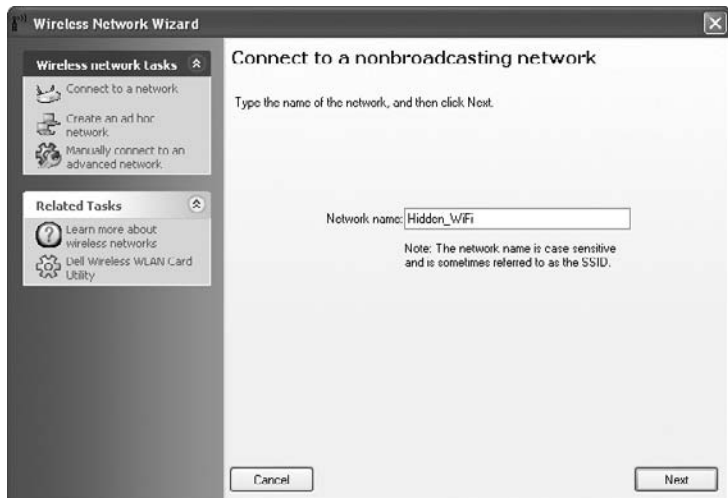 Wireless Network Wizard
Wireless network tasks
Connect to a network
Create an ad hoc
network
Manually connect to an
advanced network
Related Tasks
Learn more about
wireless networks
Dell Wireless WLAN Card
Utility
Connect to a nonbroadcasting network
Type the name of the network, and then click Next.
Network name: Hidden_WiFi
Note: The network name is case sensitive
and is sometimes referred to as the SSID.
Cancel
Next